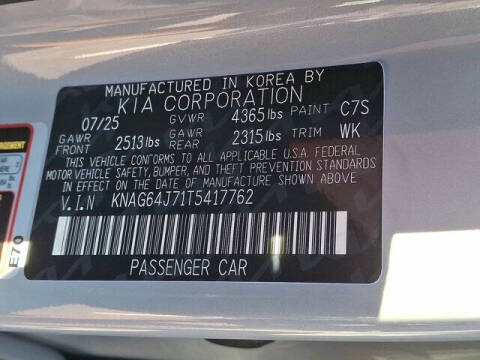 MANUFACTURED IN KOREA BY
KIA CORPORATION
07/25 GVWR 4365 lbs PAINT C7S
GAWR FRONT 2513 lbs GAWR REAR 2315 lbs TRIM WK
THIS VEHICLE CONFORMS TO ALL APPLICABLE U.S.A. FEDERAL
MOTOR VEHICLE SAFETY, BUMPER, AND THEFT PREVENTION STANDARDS
IN EFFECT ON THE DATE OF MANUFACTURE SHOWN ABOVE.
V.I.N KNAG64J71T5417762
PASSENGER CAR
E7